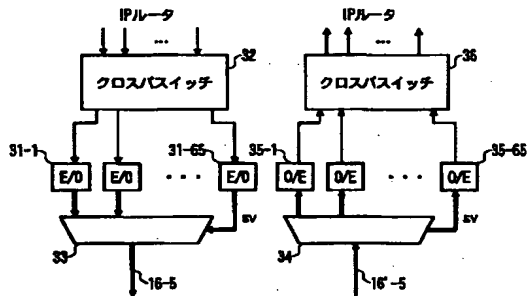 IPルータ
IPルータ
...
...
32
36
クロスバスイッチ
クロスバスイッチ
31-1
31-65
35-1
35-65
E/O
E/O
...
E/O
O/E
O/E
...
O/E
SV
SV
33
34
16-5
16'-5